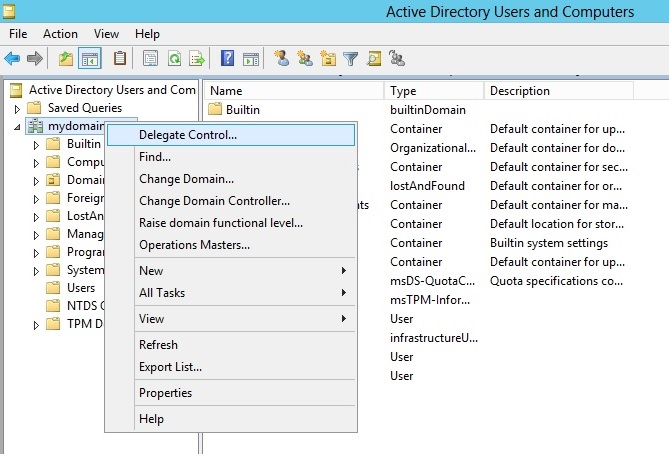 Active Directory Users and Computers
File Action View Help
Active Directory Users and Com
Saved Queries
mydomain
Builtin
Compu
Domai
Foreig
LostAn
Manag
Progra
System
Users
NTDS
TPM D
Delegate Control...
Find...
Change Domain...
Change Domain Controller...
Raise domain functional level...
Operations Masters...
New
All Tasks
View
Refresh
Export List...
Properties
Help
Name Type Description
Builtin builtinDomain
Container Default container for up...
Organizational... Default container for do...
Container Default container for sec...
lostAndFound Default container for or...
nts Container Default container for ma...
Container Default location for stor...
Container Builtin system settings
Container Default container for up...
msDS-QuotaC... Quota specifications co...
msTPM-Infor...
User
infrastructureU...
User
User